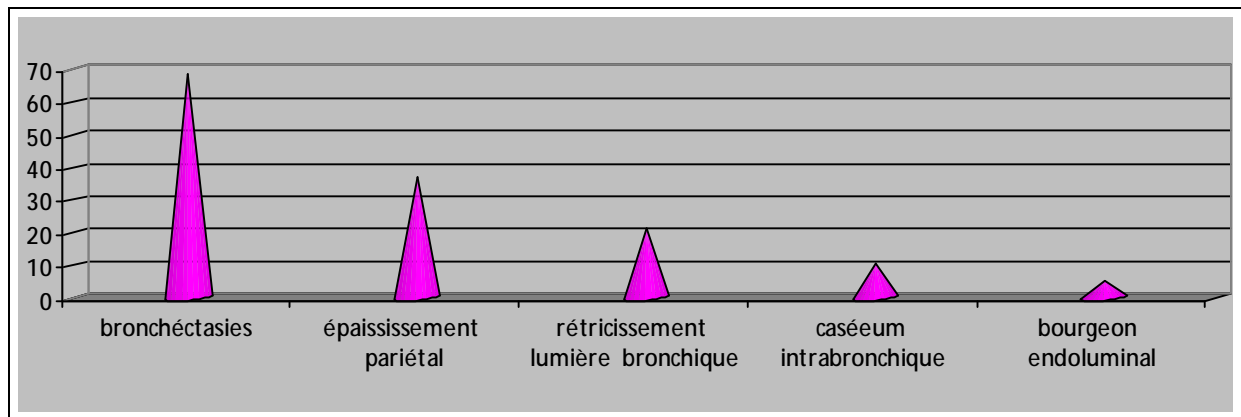 70
60
50
40
30
20
10
0
bronchéctasies
épaississement
pariétal
rétricissement
lumière bronchique
caséeum
intrabronchique
bourgeon
endoluminal